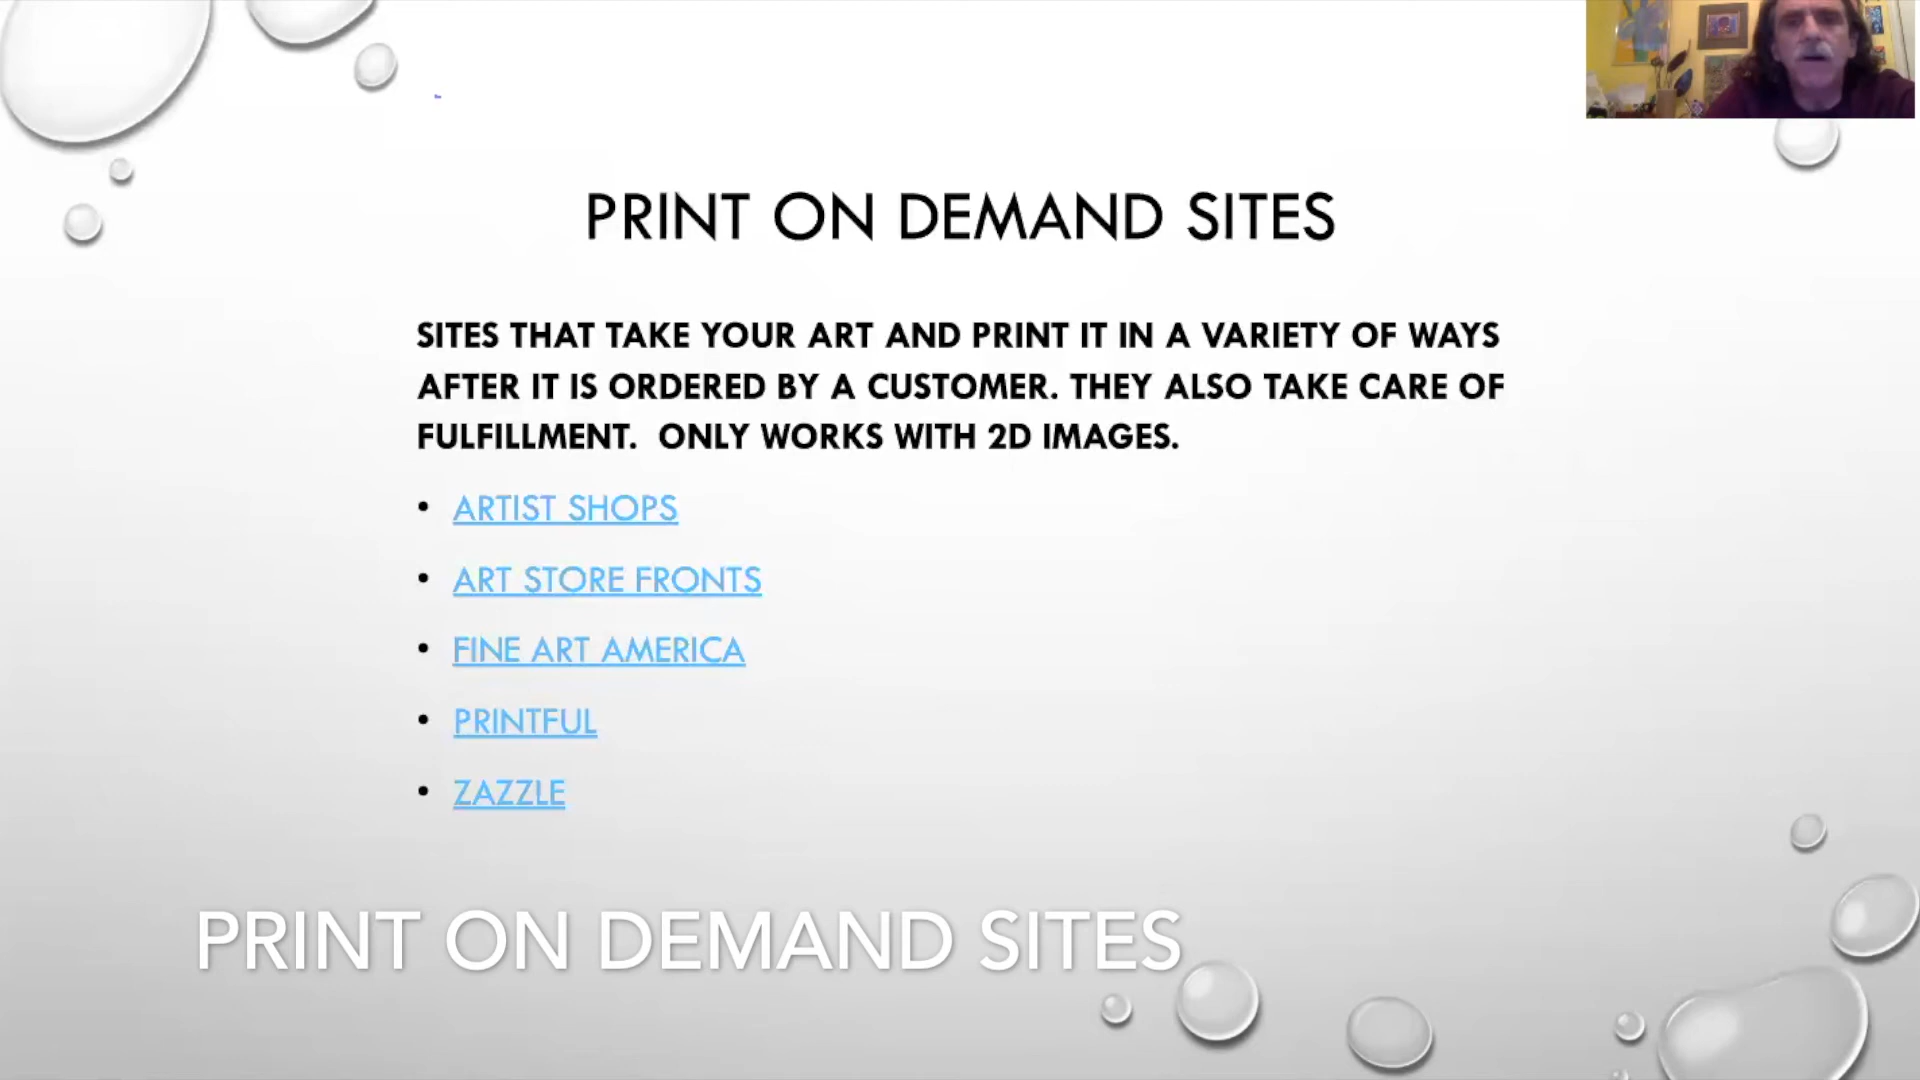 PRINT ON DEMAND SITES
SITES THAT TAKE YOUR ART AND PRINT IT IN A VARIETY OF WAYS
AFTER IT IS ORDERED BY A CUSTOMER. THEY ALSO TAKE CARE OF
FULFILLMENT.  ONLY WORKS WITH 2D IMAGES.
• ARTIST SHOPS
• ART STORE FRONTS
• FINE ART AMERICA
• PRINTFUL
• ZAZZLE
PRINT ON DEMAND SITES